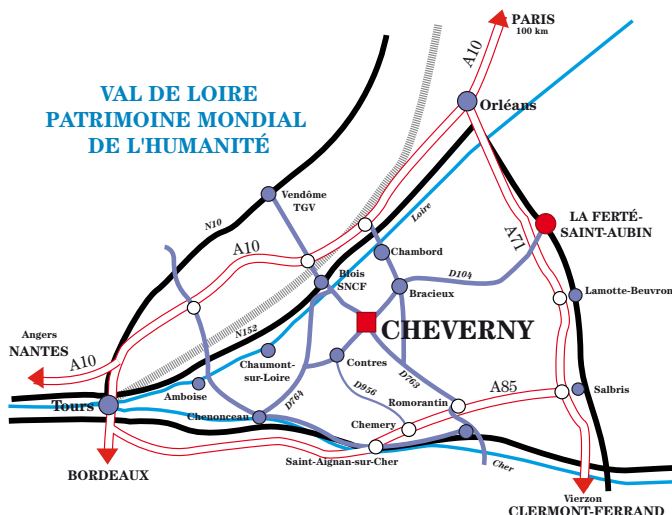 PARIS
100 km
A10
VAL DE LOIRE
PATRIMOINE MONDIAL
DE L'HUMANITÉ
Orléans
Vendôme
TGV
N10
Loire
A10
LA FERTÉ-
SAINT-AUBIN
A71
Chambord
D104
Blois
SNCF
Bracieux
Lamotte-Beuvron
Angers
NANTES
A10
N152
CHEVERNY
Chaumont-
sur-Loire
Contres
D763
Amboise
D956
A85
Salbris
Romorantin
Tours
Chenonceau
D764
Chemery
Saint-Aignan-sur-Cher
Cher
BORDEAUX
Vierzon
CLERMONT-FERRAND